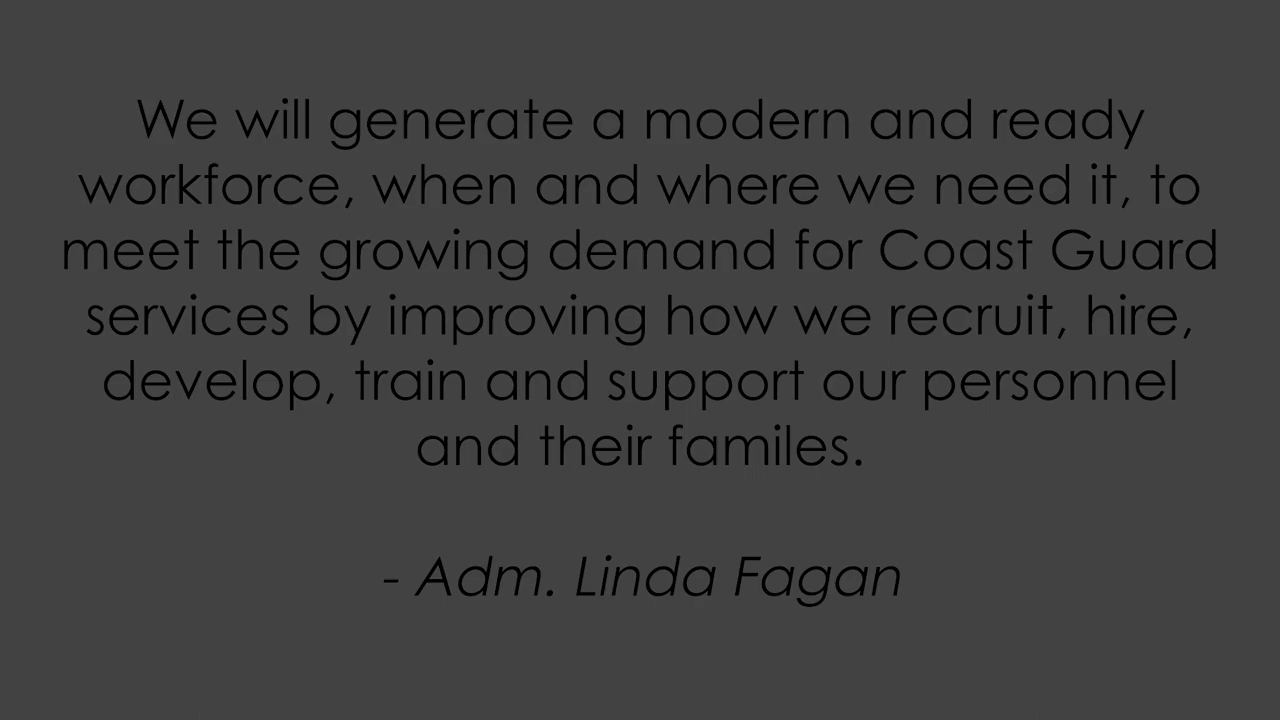 We will generate a modern and ready
workforce, when and where we need it, to
meet the growing demand for Coast Guard
services by improving how we recruit, hire,
develop, train and support our personnel
and their familes.
- Adm. Linda Fagan